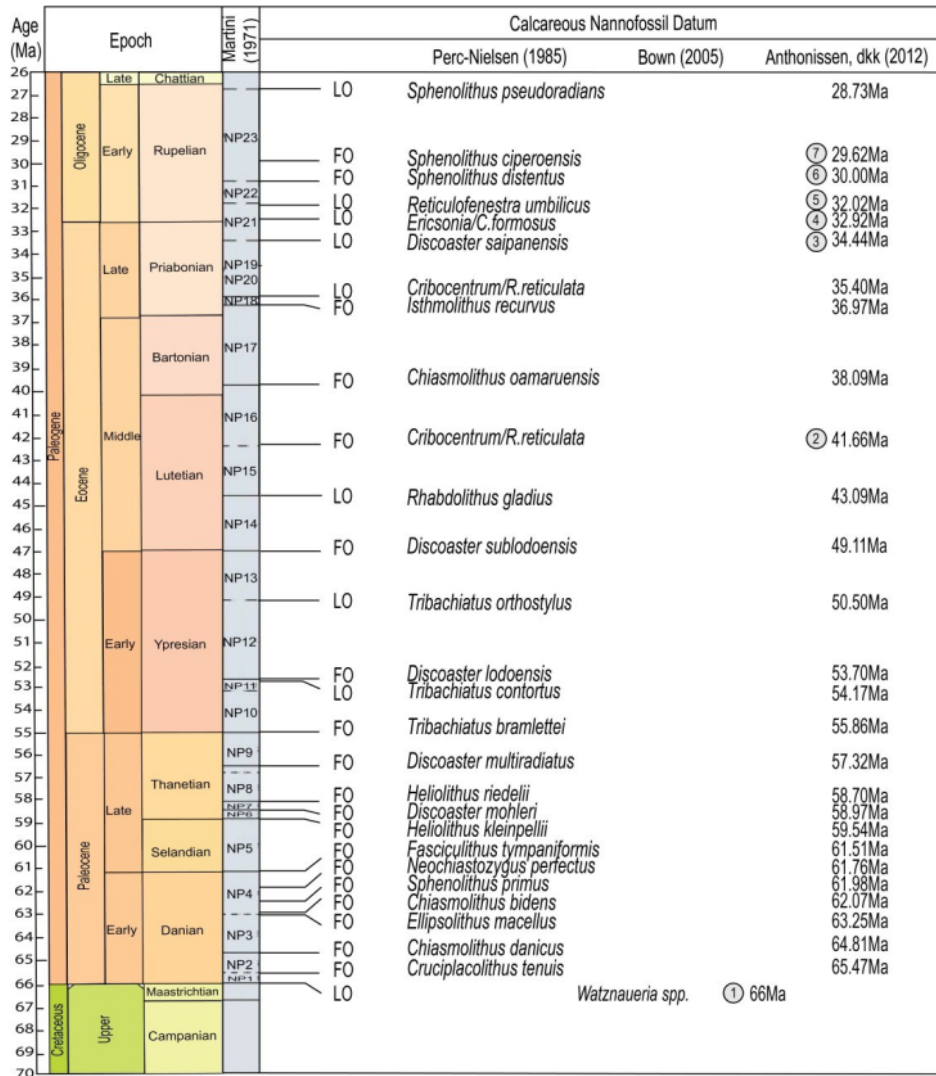 Age
(Ma)
Epoch
Martini
(1971)
Calcareous Nannofossil Datum
Perc-Nielsen (1985) Bown (2005) Anthonissen, dkk (2012)
26
27
28
29
30
31
32
33
34
35
36
37
38
39
40
41
42
43
44
45
46
47
48
49
50
51
52
53
54
55
56
57
58
59
60
61
62
63
64
65
66
67
68
69
70
Paleogene
Cretaceous
Oligocene
Eocene
Paleocene
Upper
Late
Early
Late
Middle
Early
Late
Early
Chattian
Rupelian
Priabonian
Bartonian
Lutetian
Ypresian
Thanetian
Selandian
Danian
Maastrichtian
Campanian
NP23
NP22
NP21
NP19
NP20
NP18
NP17
NP16
NP15
NP14
NP13
NP12
NP11
NP10
NP9
NP8
NP7
NP6
NP5
NP4
NP3
NP2
NP1
LO Sphenolithus pseudoradians 28.73Ma
FO Sphenolithus ciperoensis 7 29.62Ma
FO Sphenolithus distentus 6 30.00Ma
LO Reticulofenestra umbilicus 5 32.02Ma
LO Ericsonia/C.formosus 4 32.92Ma
LO Discoaster saipanensis 3 34.44Ma
LO Cribocentrum/R.reticulata 35.40Ma
FO Isthmolithus recurvus 36.97Ma
FO Chiasmolithus oamaruensis 38.09Ma
FO Cribocentrum/R.reticulata 2 41.66Ma
LO Rhabdolithus gladius 43.09Ma
FO Discoaster sublodoensis 49.11Ma
LO Tribachiatus orthostylus 50.50Ma
FO Discoaster lodoensis 53.70Ma
LO Tribachiatus contortus 54.17Ma
FO Tribachiatus bramlettei 55.86Ma
FO Discoaster multiradiatus 57.32Ma
FO Heliolithus riedelii 58.70Ma
FO Discoaster mohleri 58.97Ma
FO Heliolithus kleinpellii 59.54Ma
FO Fasciculithus tympaniformis 61.51Ma
FO Neochiastozygus perfectus 61.76Ma
FO Sphenolithus primus 61.98Ma
FO Chiasmolithus bidens 62.07Ma
FO Ellipsolithus macellus 63.25Ma
FO Chiasmolithus danicus 64.81Ma
FO Cruciplacolithus tenuis 65.47Ma
LO Watznaueria spp. 1 66Ma